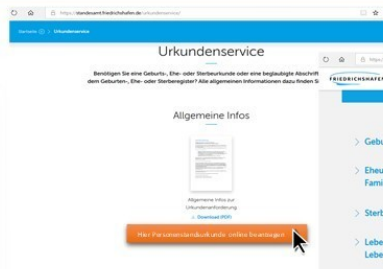 https://standesamt.friedrichshafen.de/urkundenservice/
Startseite > Urkundenservice
Urkundenservice
Benötigen Sie eine Geburts-, Ehe- oder Sterbeurkunde oder eine beglaubigte Abschrift
dem Geburten-, Ehe- oder Sterberegister? Alle allgemeinen Informationen dazu finden Si
Allgemeine Infos
Allgemeine Infos zur
Urkundenanforderung
Download (PDF)
Hier Personenstandsurkunde online beantragen
https:/
FRIEDRICHSHAFEN
> Gebu
> Eheu
Fami
> Sterb
> Lebe
Lebe